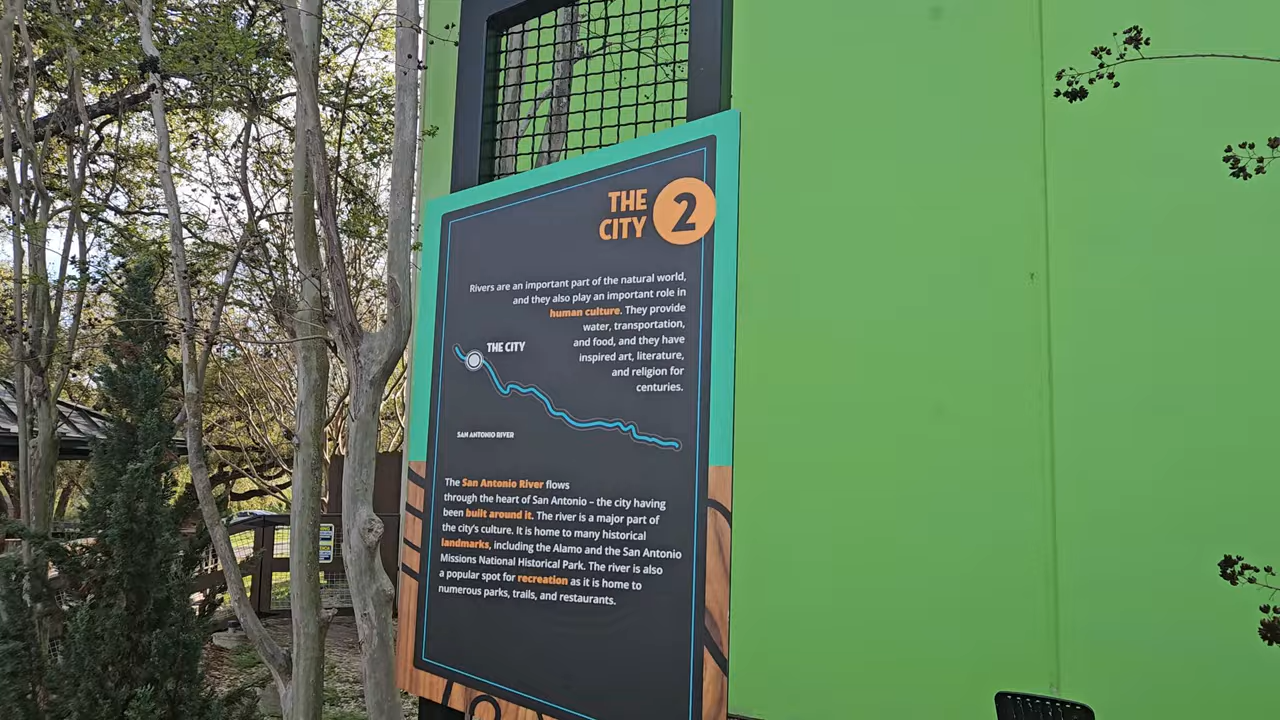 THE
CITY
2
Rivers are an important part of the natural world,
and they also play an important role in
human culture. They provide
water, transportation,
and food, and they have
inspired art, literature,
and religion for
centuries.
THE CITY
SAN ANTONIO RIVER
The San Antonio River flows
through the heart of San Antonio – the city having
been built around it. The river is a major part of
the city's culture. It is home to many historical
landmarks, including the Alamo and the San Antonio
Missions National Historical Park. The river is also
a popular spot for recreation as it is home to
numerous parks, trails, and restaurants.